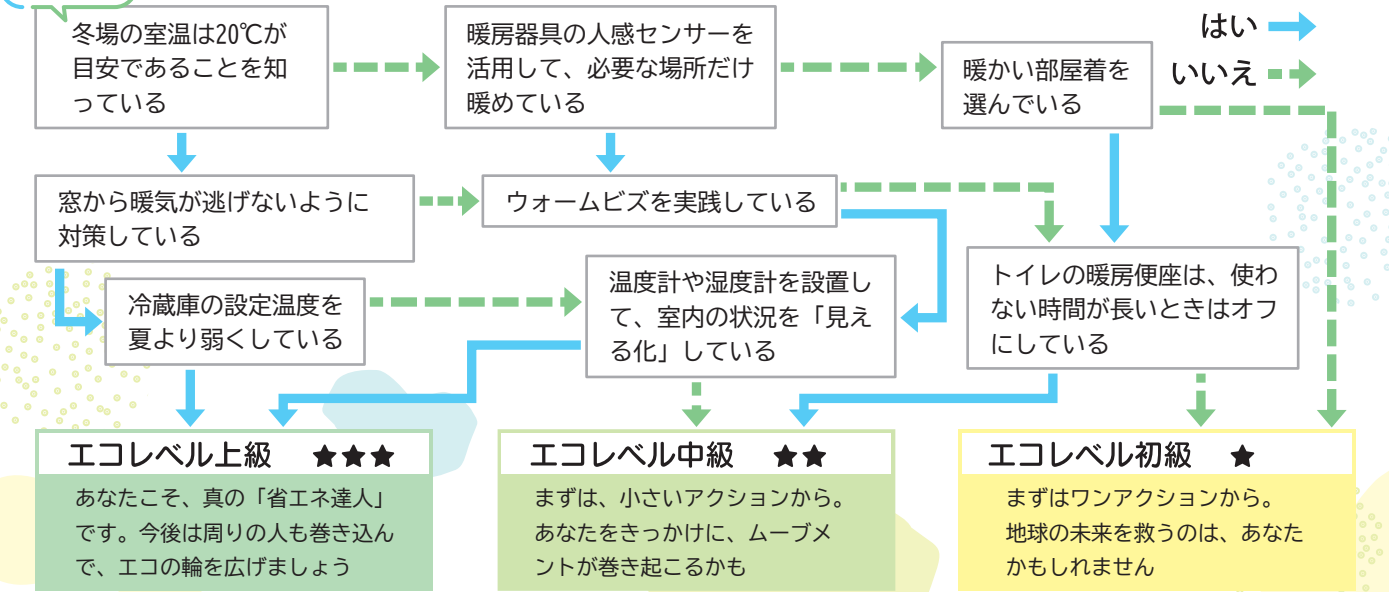 冬場の室温は20℃が
目安であることを知
っている
暖房器具の人感センサーを
活用して、必要な場所だけ
暖めている
暖かい部屋着を
選んでいる
はい
いいえ
窓から暖気が逃げないように
対策している
ウォームビズを実践している
冷蔵庫の設定温度を
夏より弱くしている
温度計や湿度計を設置し
て、室内の状況を「見え
る化」している
トイレの暖房便座は、使わ
ない時間が長いときはオフ
にしている
エコレベル上級 ★★★
あなたこそ、真の「省エネ達人」
です。今後は周りの人も巻き込ん
で、エコの輪を広げましょう
エコレベル中級 ★★
まずは、小さいアクションから。
あなたをきっかけに、ムーブメ
ントが巻き起こるかも
エコレベル初級 ★
まずはワンアクションから。
地球の未来を救うのは、あなた
かもしれません